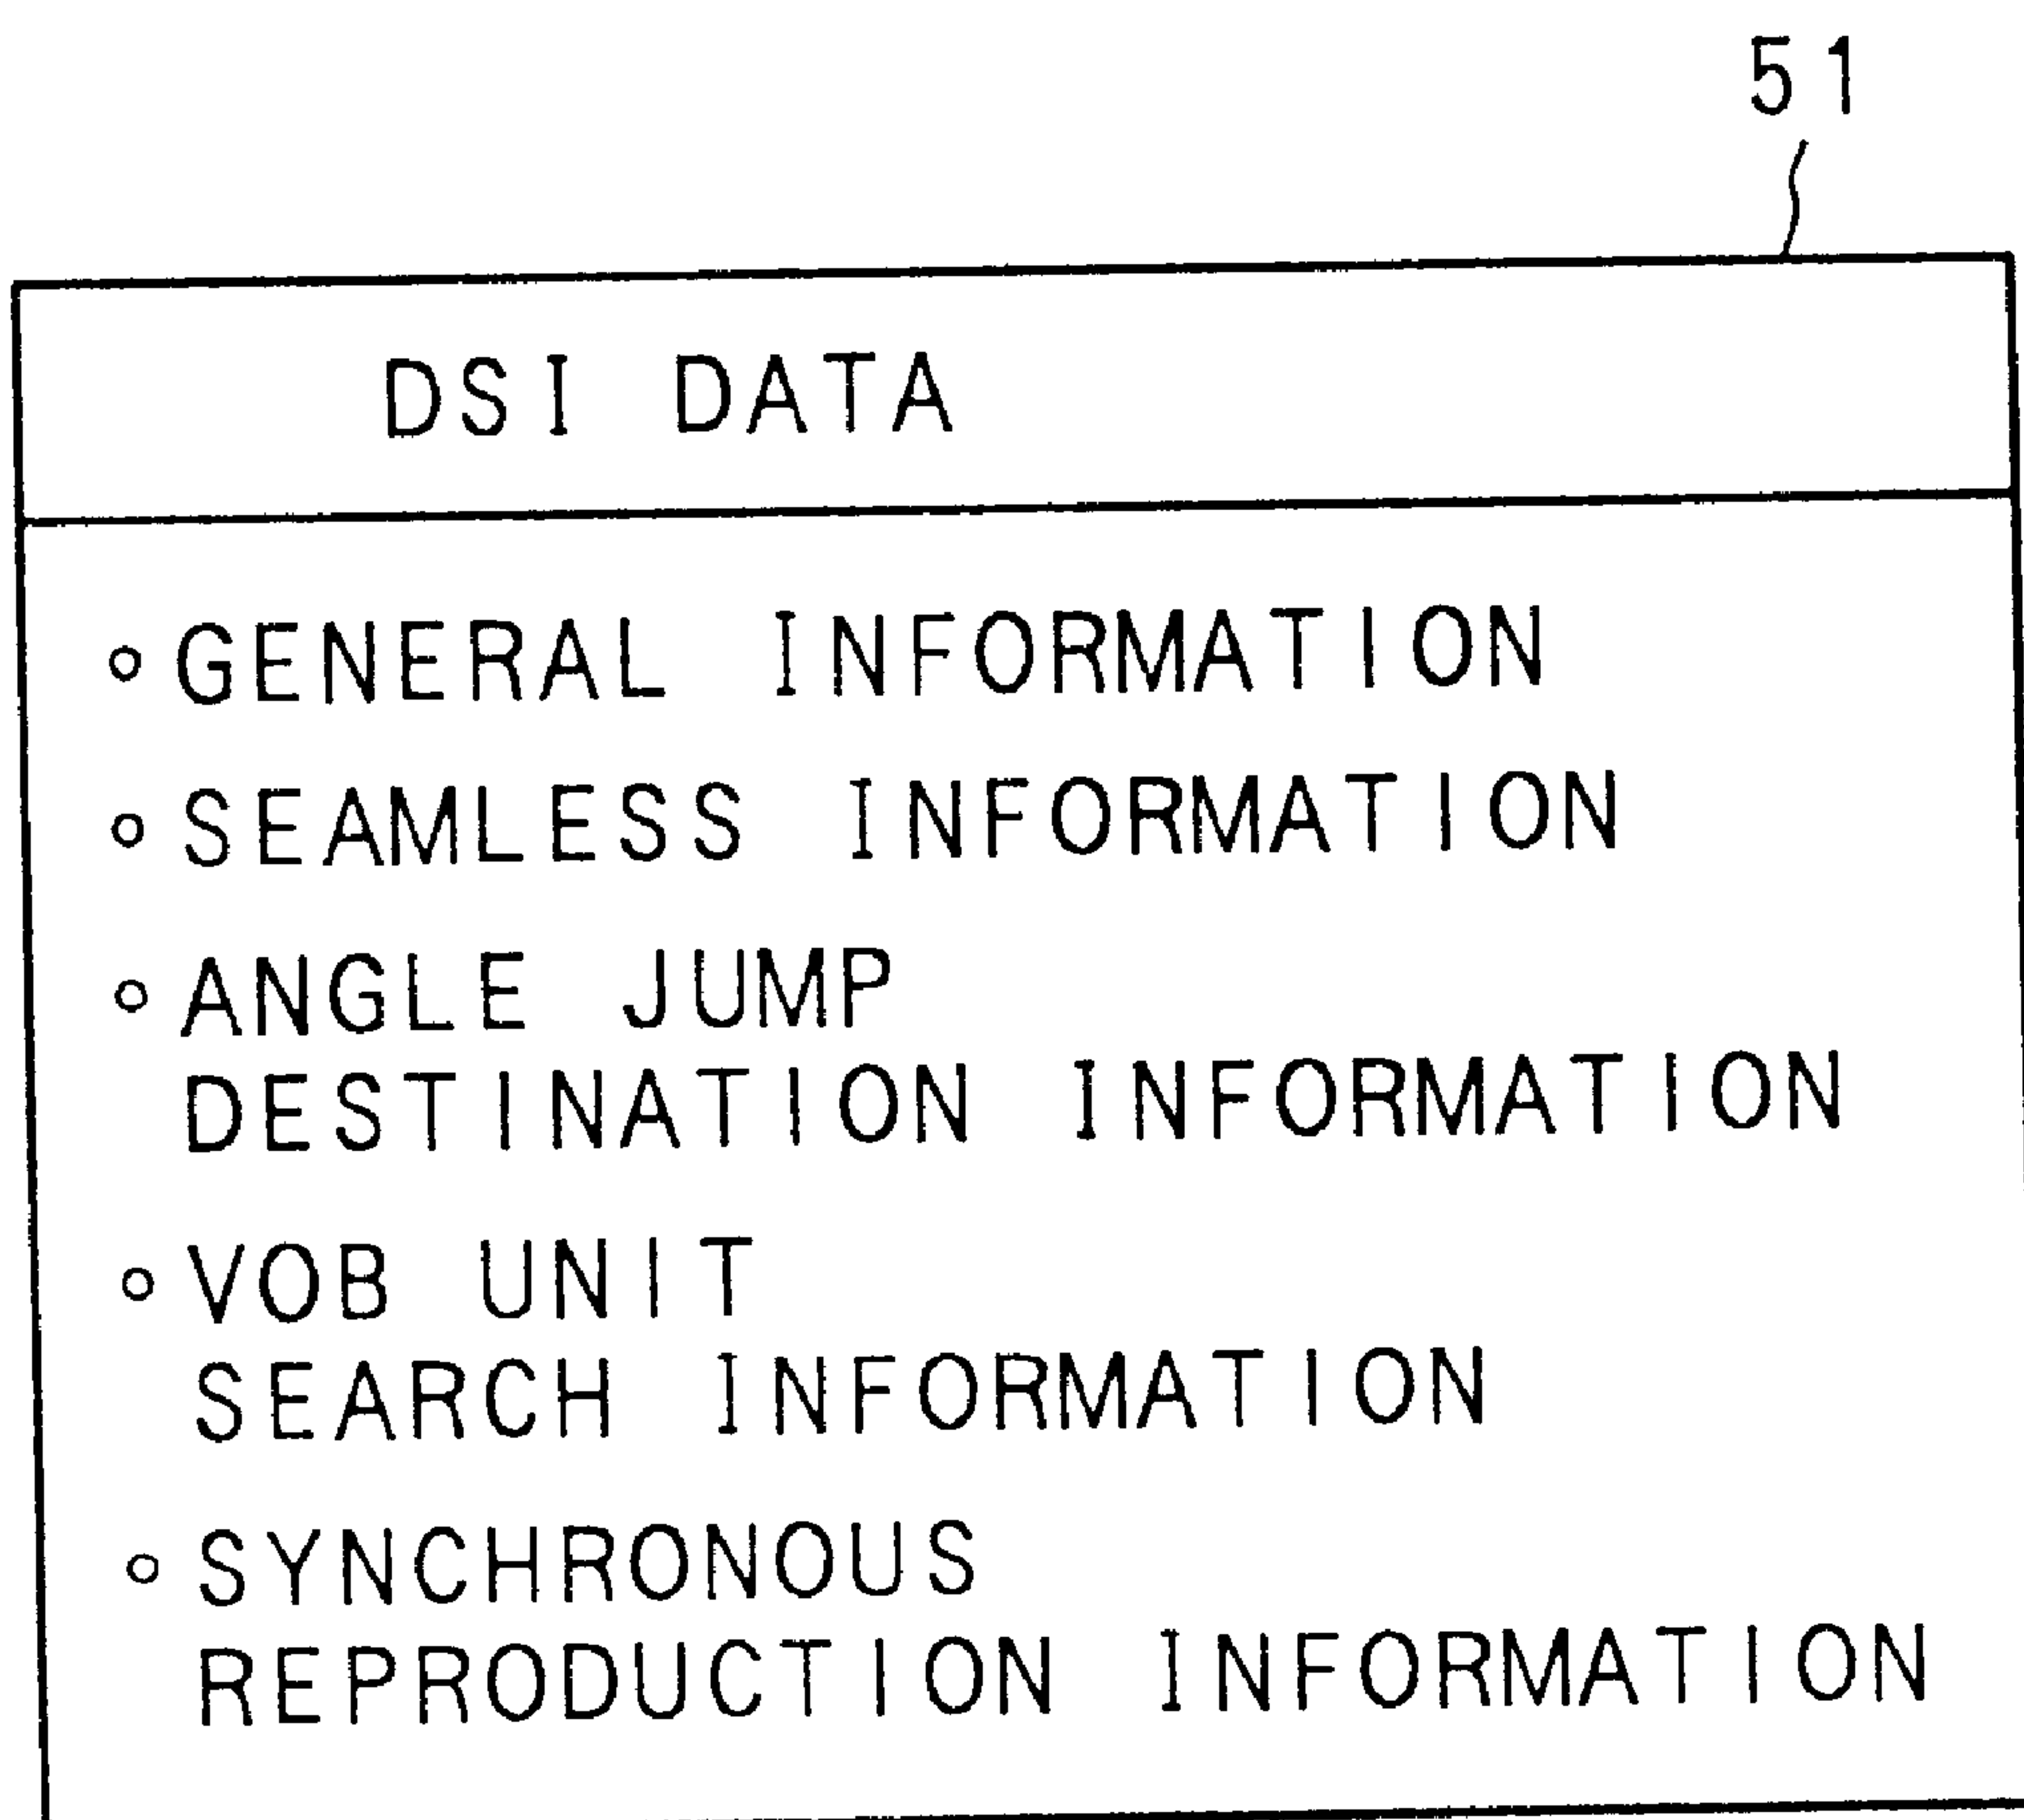 51
DSI DATA
○GENERAL INFORMATION
○SEAMLESS INFORMATION
○ANGLE JUMP
DESTINATION INFORMATION
○VOB UNIT
SEARCH INFORMATION
○SYNCHRONOUS
REPRODUCTION INFORMATION